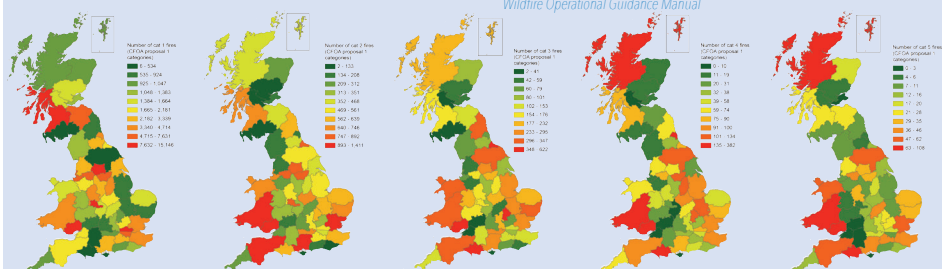 Wildfire Operational Guidance Manual
Number of cat 1 fires
(CFOA proposal 1
categories)
6 - 534
535 - 924
925 - 1,047
1,048 - 1,383
1,384 - 1,664
1,665 - 2,161
2,162 - 3,339
3,340 - 4,714
4,715 - 7,631
7,632 - 15,146
Number of cat 2 fires
(CFOA proposal 1
categories)
2 - 133
134 - 208
209 - 312
313 - 351
352 - 468
469 - 561
562 - 639
640 - 746
747 - 892
893 - 1,411
Number of cat 3 fires
(CFOA proposal 1
categories)
2 - 41
42 - 59
60 - 79
80 - 101
102 - 153
154 - 176
177 - 232
233 - 295
296 - 347
348 - 622
Number of cat 4 fires
(CFOA proposal 1
categories)
0 - 10
11 - 19
20 - 31
32 - 38
39 - 58
59 - 74
75 - 90
91 - 100
101 - 134
135 - 382
Number of cat 5 fires
(CFOA proposal 1
categories)
0 - 3
4 - 6
7 - 11
12 - 16
17 - 20
21 - 28
29 - 35
36 - 46
47 - 62
63 - 108